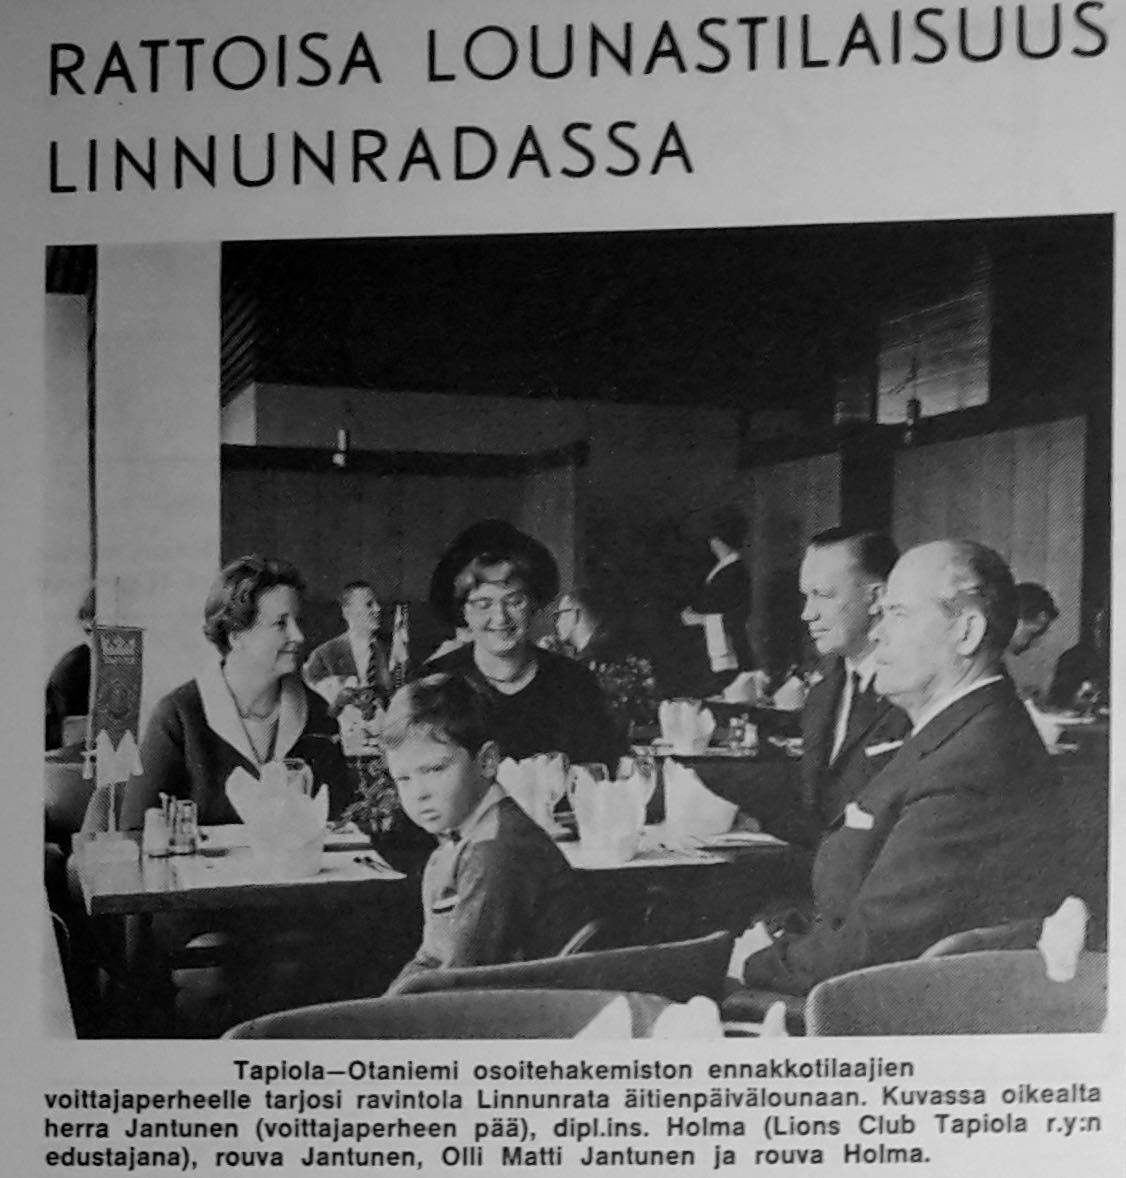 RATTOISA LOUNASTILAISUUS
LINNUNRADASSA
Tapiola—Otaniemi osoitehakemiston ennakkotilaajien
voittajaperheelle tarjosi ravintola Linnunrata äitienpäivälounaan. Kuvassa oikealta
herra Jantunen (voittajaperheen pää), dipl.ins. Holma (Lions Club Tapiola r.y:n
edustajana), rouva Jantunen, Olli Matti Jantunen ja rouva Holma.